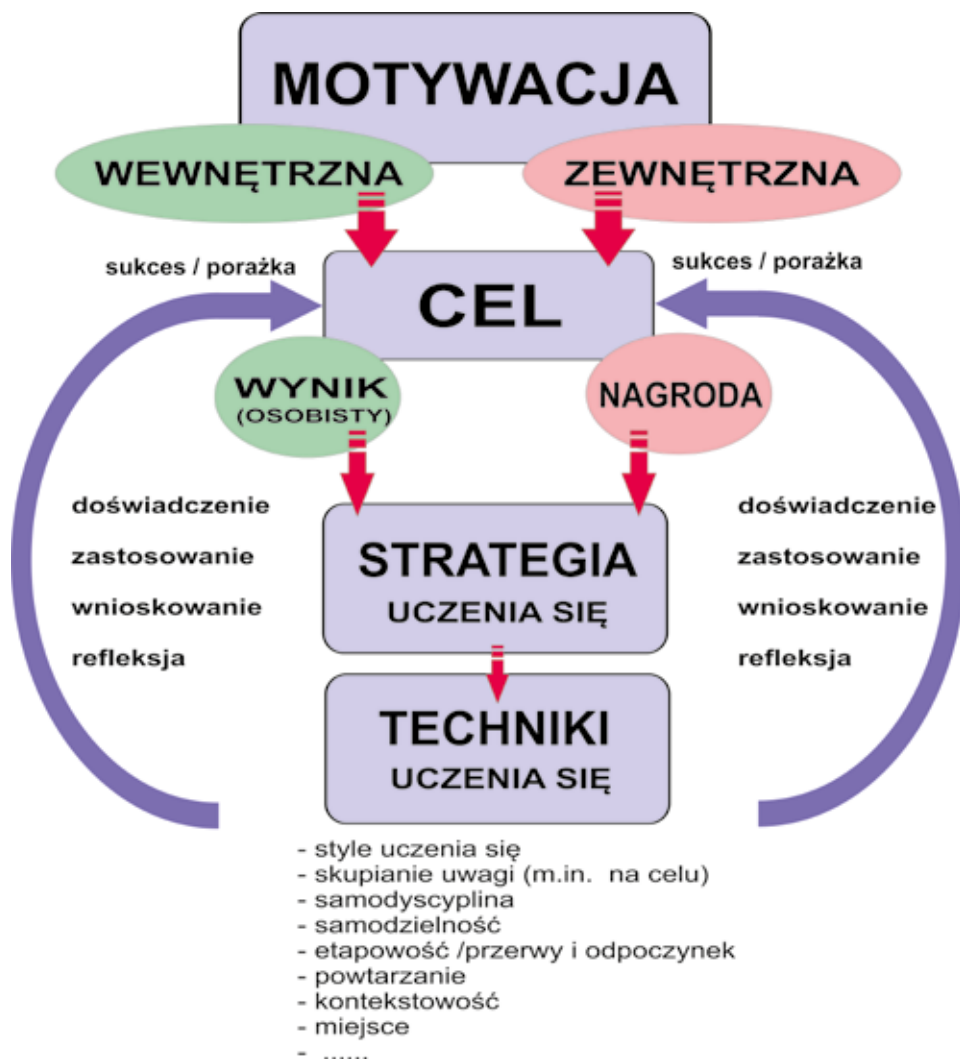 MOTYWACJA
WEWNĘTRZNA
ZEWNĘTRZNA
sukces / porażka
sukces / porażka
CEL
WYNIK
(OSOBISTY)
NAGRODA
doświadczenie
zastosowanie
wnioskowanie
refleksja
doświadczenie
zastosowanie
wnioskowanie
refleksja
STRATEGIA
UCZENIA SIĘ
TECHNIKI
UCZENIA SIĘ
- style uczenia się
- skupianie uwagi (m.in. na celu)
- samodyscyplina
- samodzielność
- etapowość /przerwy i odpoczynek
- powtarzanie
- kontekstowość
- miejsce
- ......